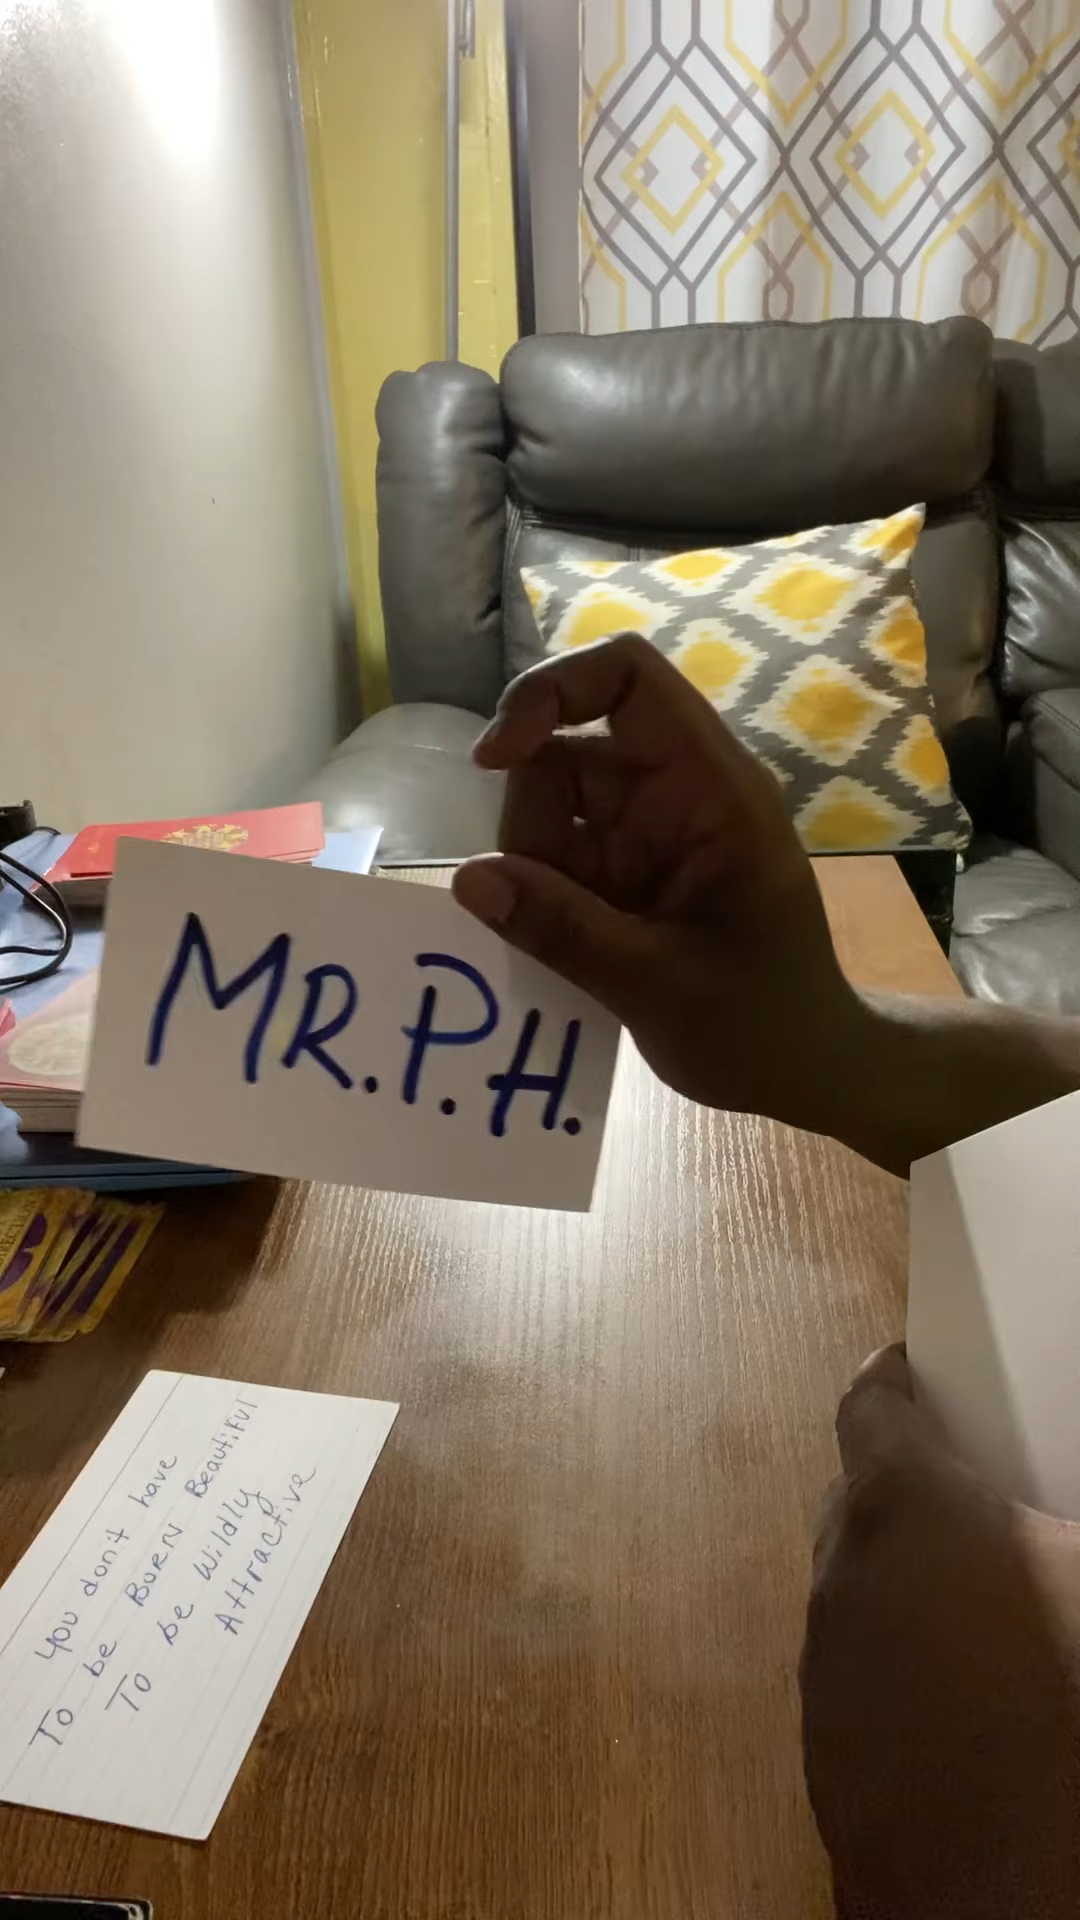 MR.P.H.
you don't have
To be BORN Beautiful
To be Wildly
Attractive